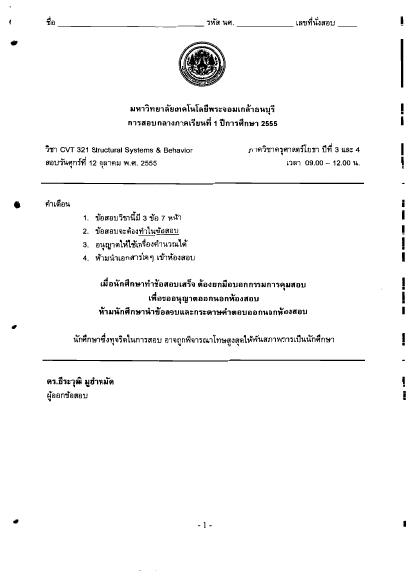 ชื่อ ______________________________ รหัส นศ. ________________ เลขที่นั่งสอบ _____
มหาวิทยาลัยเทคโนโลยีพระจอมเกล้าธนบุรี
การสอบกลางภาคเรียนที่ 1 ปีการศึกษา 2555
วิชา CVT 321 Structural Systems & Behavior ภาควิชาครุศาสตร์โยธา ปีที่ 3 และ 4
สอบวันศุกร์ที่ 12 ตุลาคม พ.ศ. 2555 เวลา 09.00 – 12.00 น.
คำเตือน
1. ข้อสอบวิชานี้มี 3 ข้อ 7 หน้า
2. ข้อสอบจะต้องทำในข้อสอบ
3. อนุญาตให้ใช้เครื่องคำนวณได้
4. ห้ามนำเอกสารใดๆ เข้าห้องสอบ
เมื่อนักศึกษาทำข้อสอบเสร็จ ต้องยกมือบอกกรรมการคุมสอบ
เพื่อขออนุญาตออกนอกห้องสอบ
ห้ามนักศึกษานำข้อสอบและกระดาษคำตอบออกนอกห้องสอบ
นักศึกษาซึ่งทุจริตในการสอบ อาจถูกพิจารณาโทษสูงสุดให้พ้นสภาพการเป็นนักศึกษา
ดร.ธีระวุฒิ มูฮำหมัด
ผู้ออกข้อสอบ
- 1 -